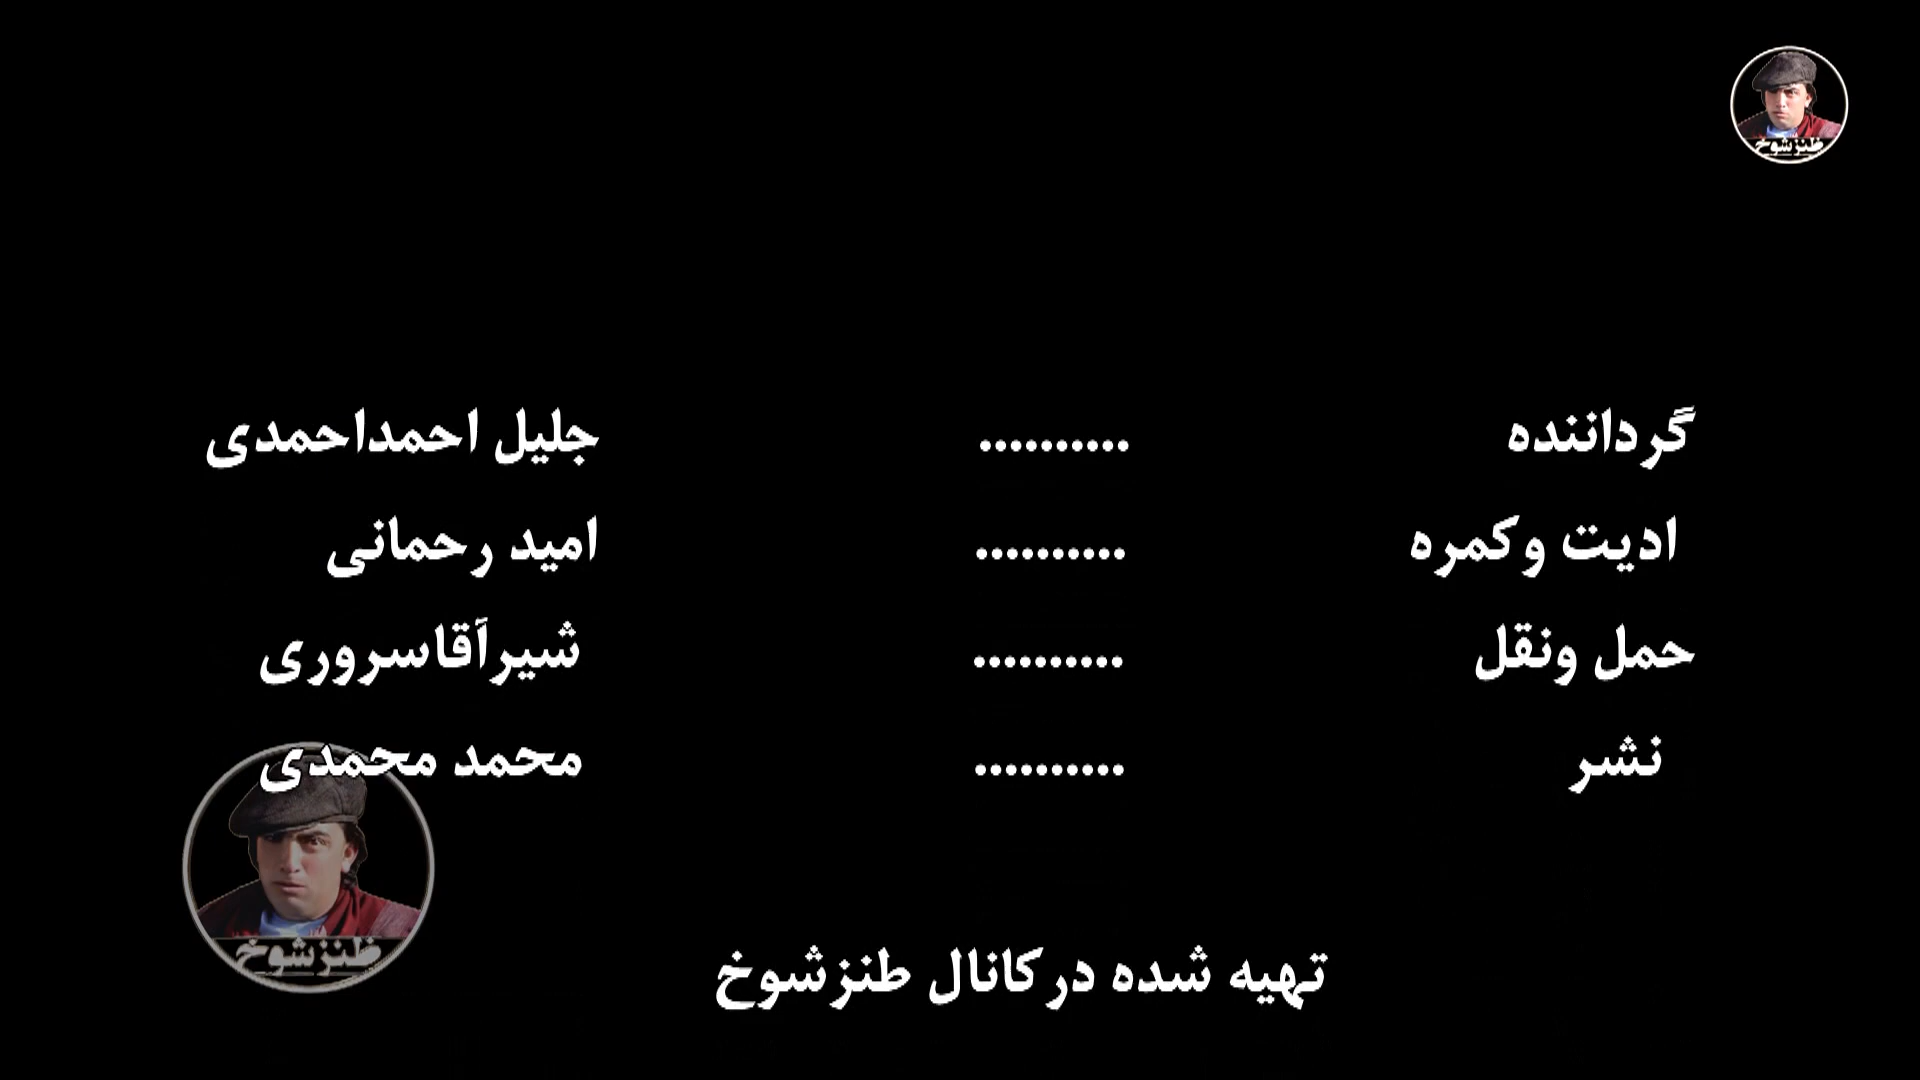 طنزشوخ
گرداننده .......... جلیل احمداحمدی
ادیت وکمره .......... امید رحمانی
حمل ونقل .......... شیرآقاسروری
نشر .......... محمد محمدی
طنزشوخ
تهیه شده درکانال طنزشوخ